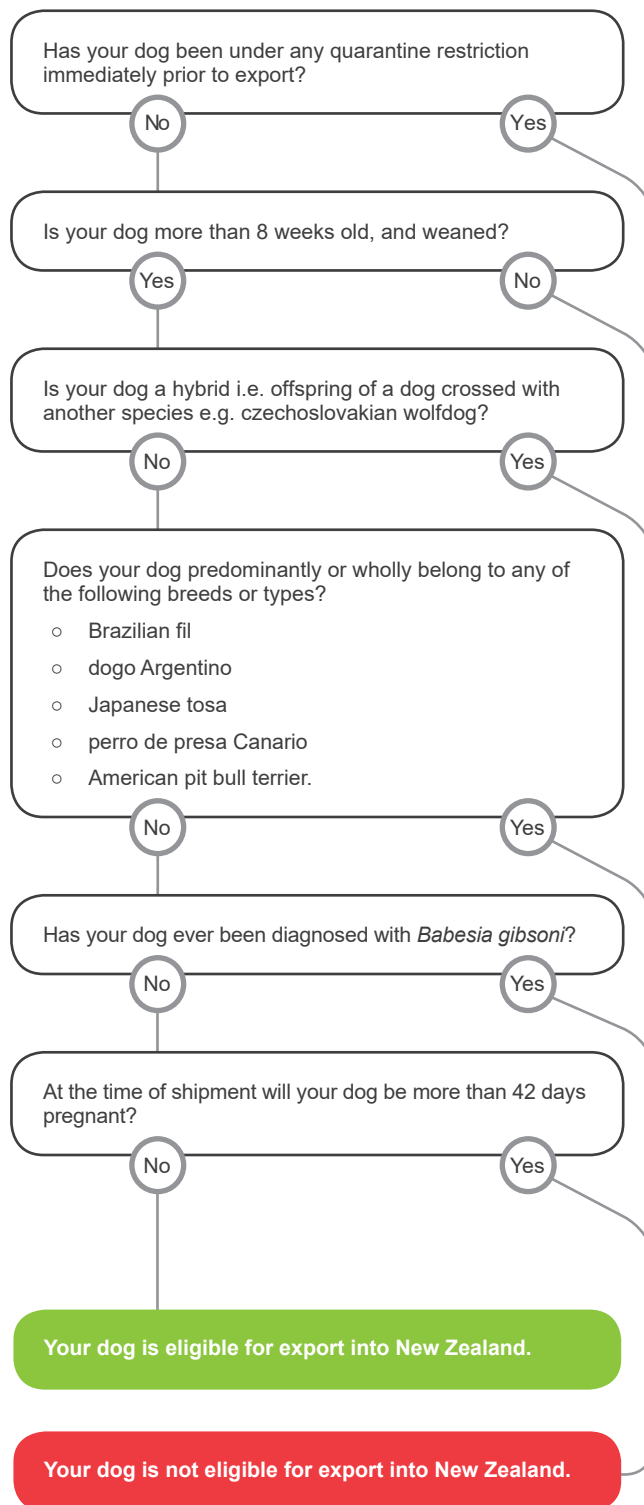 Has your dog been under any quarantine restriction
immediately prior to export?
No
Yes
Is your dog more than 8 weeks old, and weaned?
Yes
No
Is your dog a hybrid i.e. offspring of a dog crossed with
another species e.g. czechoslovakian wolfdog?
No
Yes
Does your dog predominantly or wholly belong to any of
the following breeds or types?
○ Brazilian fil
○ dogo Argentino
○ Japanese tosa
○ perro de presa Canario
○ American pit bull terrier.
No
Yes
Has your dog ever been diagnosed with Babesia gibsoni?
No
Yes
At the time of shipment will your dog be more than 42 days
pregnant?
No
Yes
Your dog is eligible for export into New Zealand.
Your dog is not eligible for export into New Zealand.